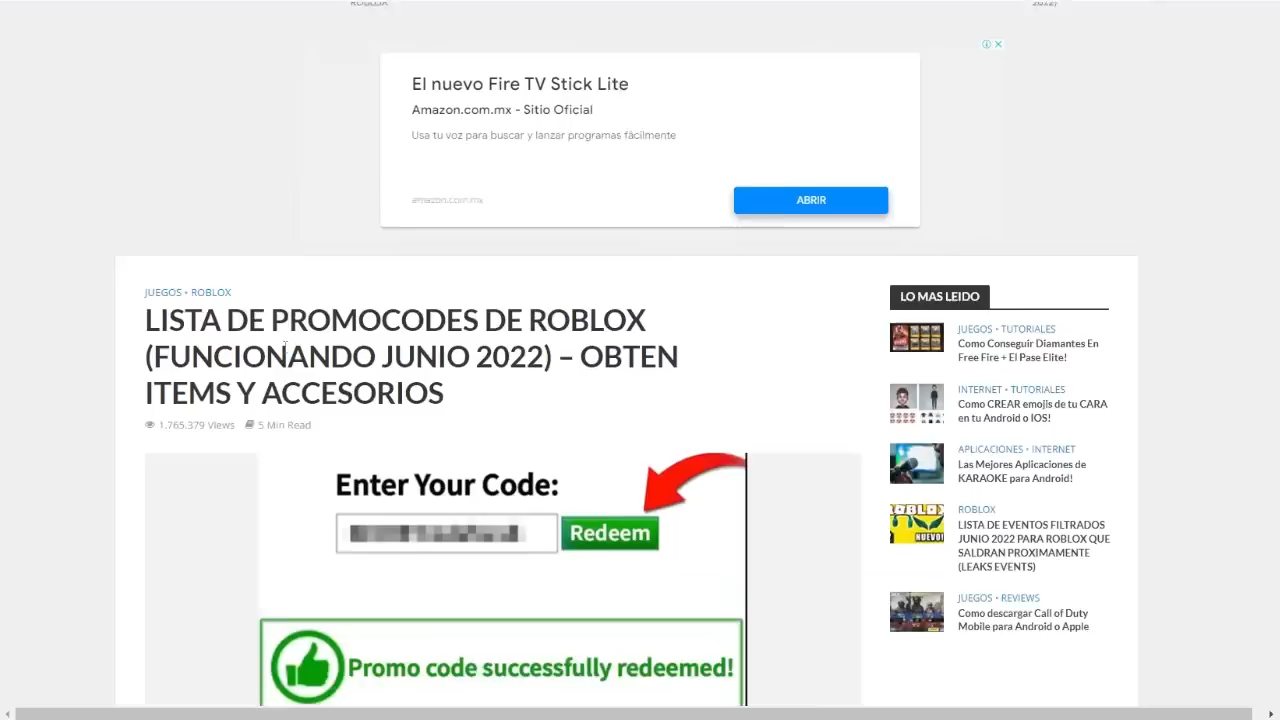 El nuevo Fire TV Stick Lite
Amazon.com.mx - Sitio Oficial
Usa tu voz para buscar y lanzar programas fácilmente
amazon.com.mx
ABRIR
JUEGOS • ROBLOX
LISTA DE PROMOCODES DE ROBLOX
(FUNCIONANDO JUNIO 2022) – OBTEN
ITEMS Y ACCESORIOS
1.765.379 Views 5 Min Read
Enter Your Code:
Redeem
Promo code successfully redeemed!
LO MAS LEIDO
JUEGOS • TUTORIALES
Como Conseguir Diamantes En
Free Fire + El Pase Elite!
INTERNET • TUTORIALES
Como CREAR emojis de tu CARA
en tu Android o IOS!
APLICACIONES • INTERNET
Las Mejores Aplicaciones de
KARAOKE para Android!
ROBLOX
LISTA DE EVENTOS FILTRADOS
JUNIO 2022 PARA ROBLOX QUE
SALDRAN PROXIMAMENTE
(LEAKS EVENTS)
JUEGOS • REVIEWS
Como descargar Call of Duty
Mobile para Android o Apple